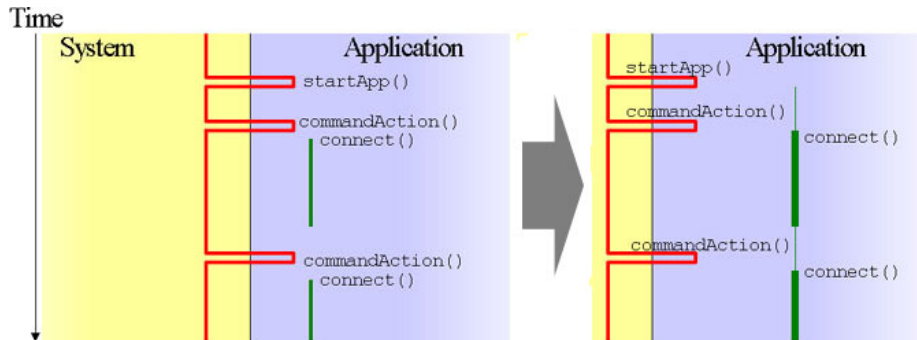 Time
System
Application
startApp()
commandAction()
connect()
commandAction()
connect()
Application
startApp()
commandAction()
connect()
commandAction()
connect()